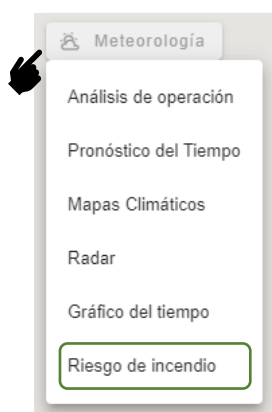 Meteorología
Análisis de operación
Pronóstico del Tiempo
Mapas Climáticos
Radar
Gráfico del tiempo
Riesgo de incendio